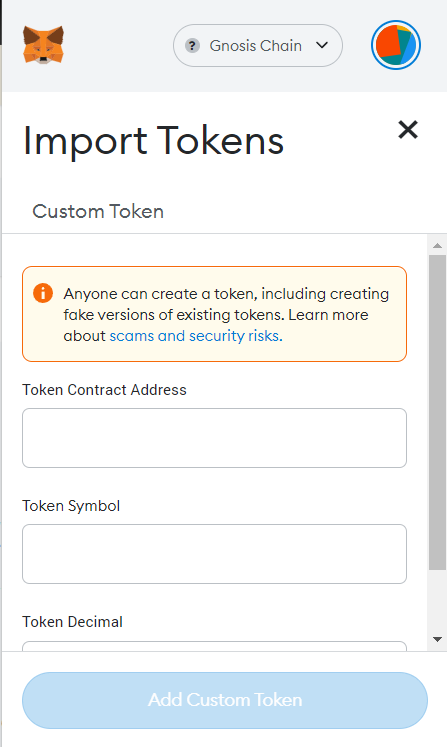 ? Gnosis Chain
Import Tokens
Custom Token
Anyone can create a token, including creating
fake versions of existing tokens. Learn more
about scams and security risks.
Token Contract Address
Token Symbol
Token Decimal
Add Custom Token